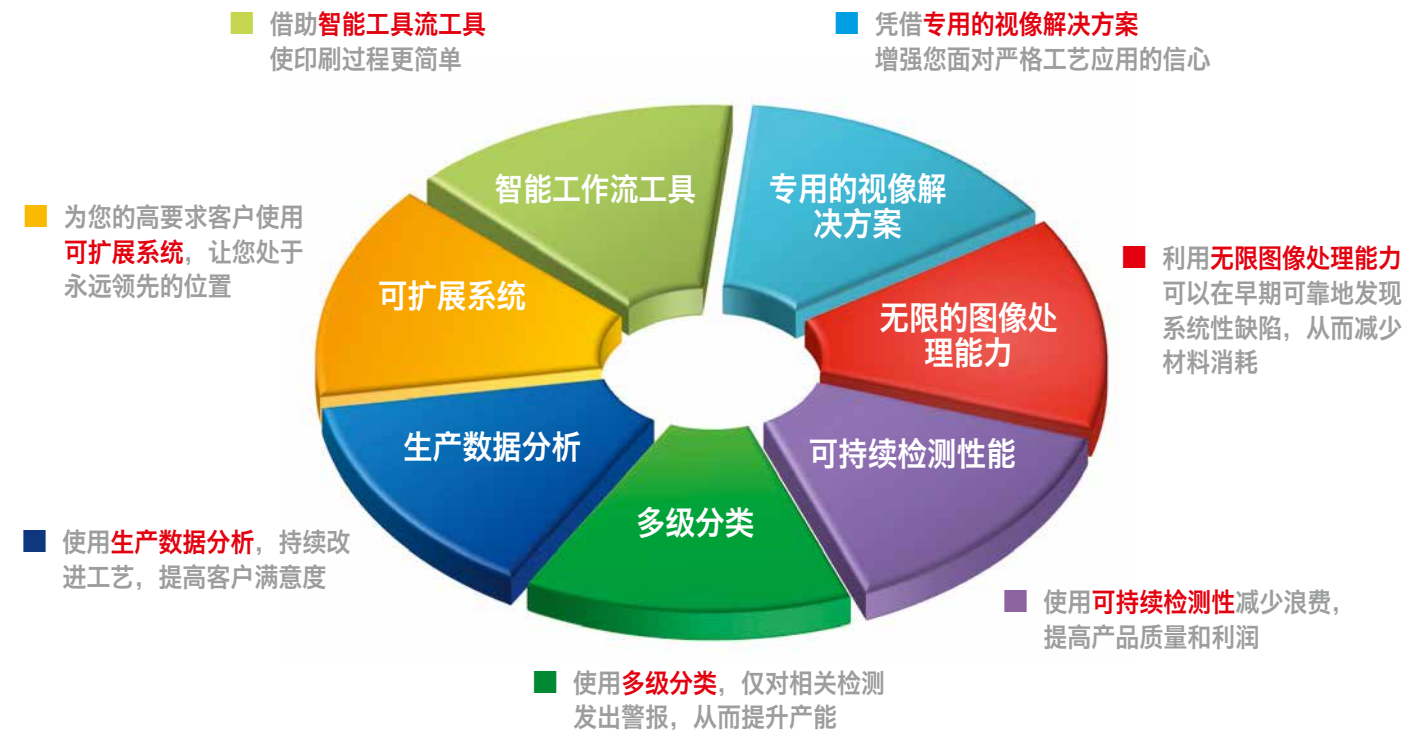 借助智能工具流工具
使印刷过程更简单
凭借专用的视像解决方案
增强您面对严格工艺应用的信心
智能工作流工具
专用的视像解
决方案
为您的高要求客户使用
可扩展系统，让您处于
永远领先的位置
可扩展系统
无限的图像处
理能力
利用无限图像处理能力
可以在早期可靠地发现
系统性缺陷，从而减少
材料消耗
生产数据分析
多级分类
可持续检测性能
使用生产数据分析，持续改
进工艺，提高客户满意度
使用可持续检测性减少浪费，
提高产品质量和利润
使用多级分类，仅对相关检测
发出警报，从而提升产能